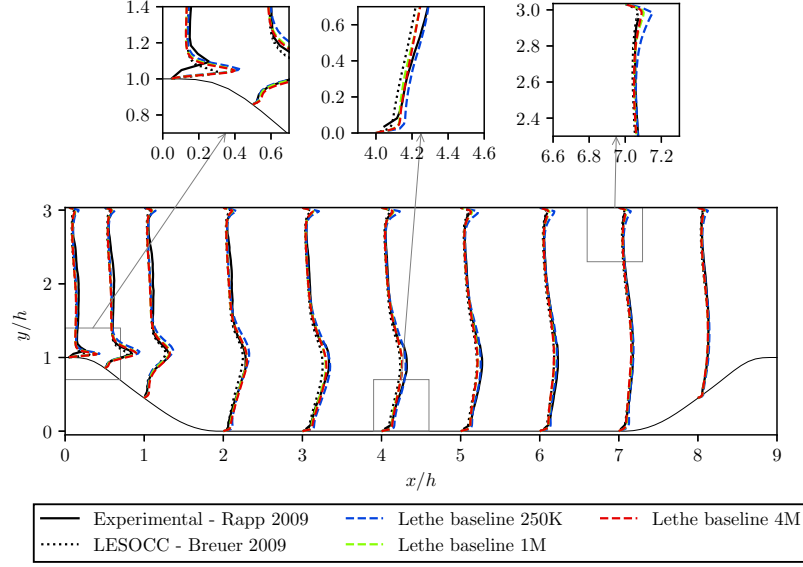 1.4
1.2
1.0
0.8
0.0 0.2 0.4 0.6
0.6
0.4
0.2
0.0
4.0 4.2 4.4 4.6
3.0
2.8
2.6
2.4
6.6 6.8 7.0 7.2
3
2
1
0
y/h
0 1 2 3 4 5 6 7 8 9
x/h
Experimental - Rapp 2009
LESOCC - Breuer 2009
Lethe baseline 250K
Lethe baseline 1M
Lethe baseline 4M